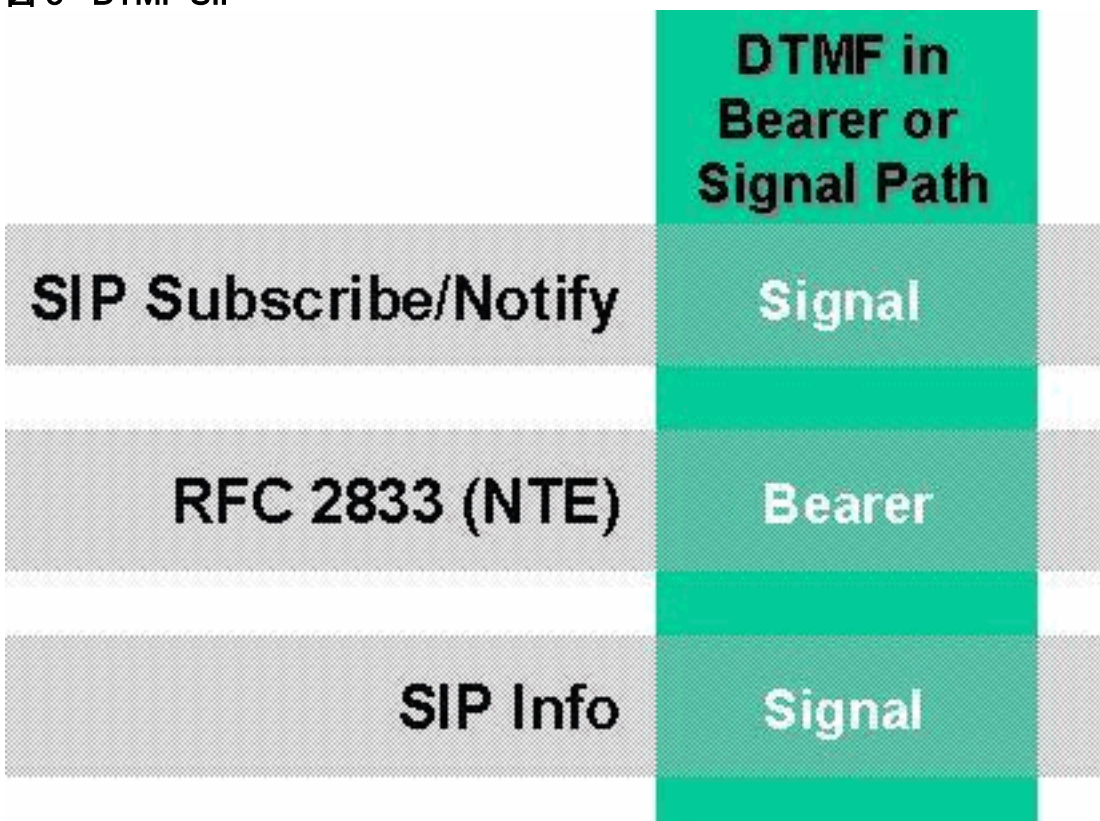 DTMF in
Bearer or
Signal Path
SIP Subscribe/Notify Signal
RFC 2833 (NTE) Bearer
SIP Info Signal